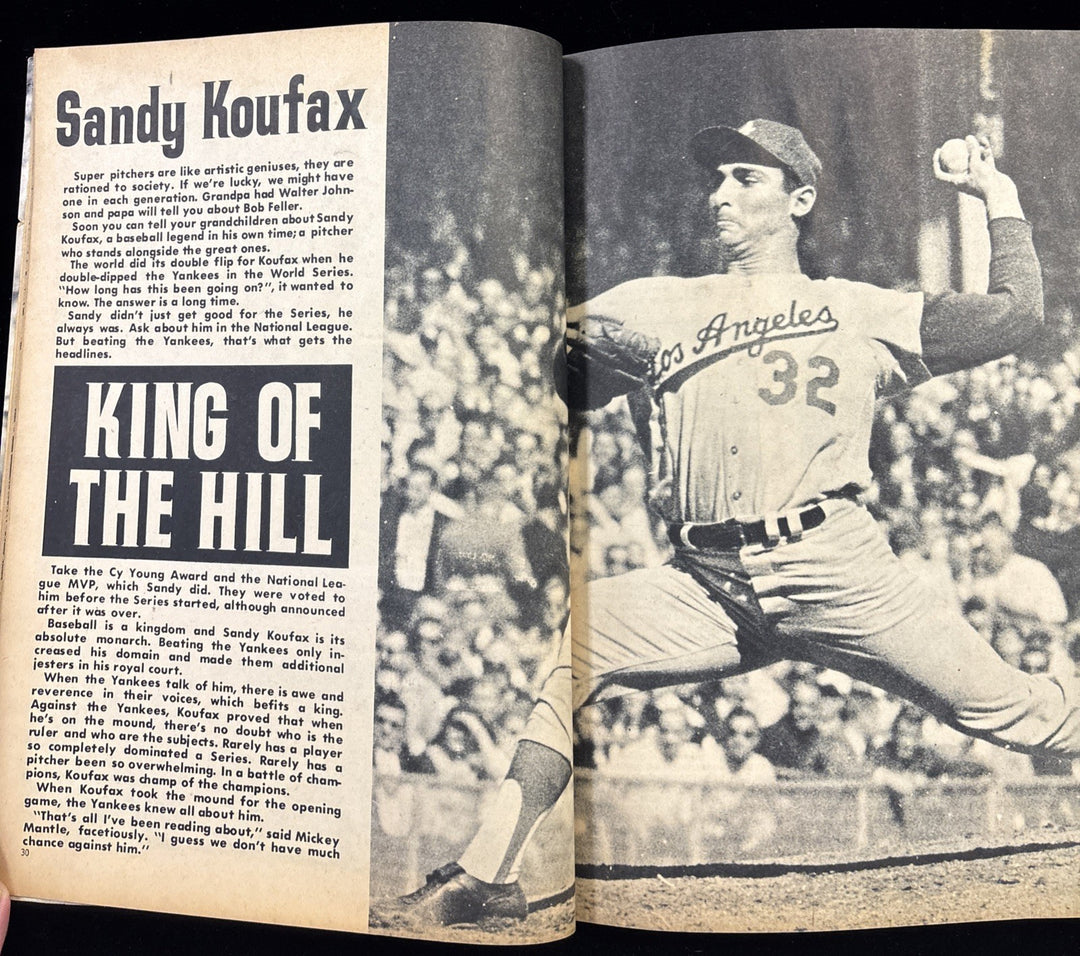 Sandy Koufax
Super pitchers are like artistic geniuses, they are
rationed to society. If we're lucky, we might have
one in each generation. Grandpa had Walter John-
son and papa will tell you about Bob Feller.
Soon you can tell your grandchildren about Sandy
Koufax, a baseball legend in his own time; a pitcher
who stands alongside the great ones.
The world did its double flip for Koufax when he
double-dipped the Yankees in the World Series.
"How long has this been going on?", it wanted to
know. The answer is a long time.
Sandy didn't just get good for the Series, he
always was. Ask about him in the National League.
But beating the Yankees, that's what gets the
headlines.
KING OF
THE HILL
Take the Cy Young Award and the National Lea-
gue MVP, which Sandy did. They were voted to
him before the Series started, although announced
after it was over.
Baseball is a kingdom and Sandy Koufax is its
absolute monarch. Beating the Yankees only in-
creased his domain and made them additional
jesters in his royal court.
When the Yankees talk of him, there is awe and
reverence in their voices, which befits a king.
Against the Yankees, Koufax proved that when
he's on the mound, there's no doubt who is the
ruler and who are the subjects. Rarely has a player
so completely dominated a Series. Rarely has a
pitcher been so overwhelming. In a battle of cham-
pions, Koufax was champ of the champions.
When Koufax took the mound for the opening
game, the Yankees knew all about him.
"That's all I've been reading about," said Mickey
Mantle, facetiously. "I guess we don't have much
chance against him."
30
Los Angeles
32